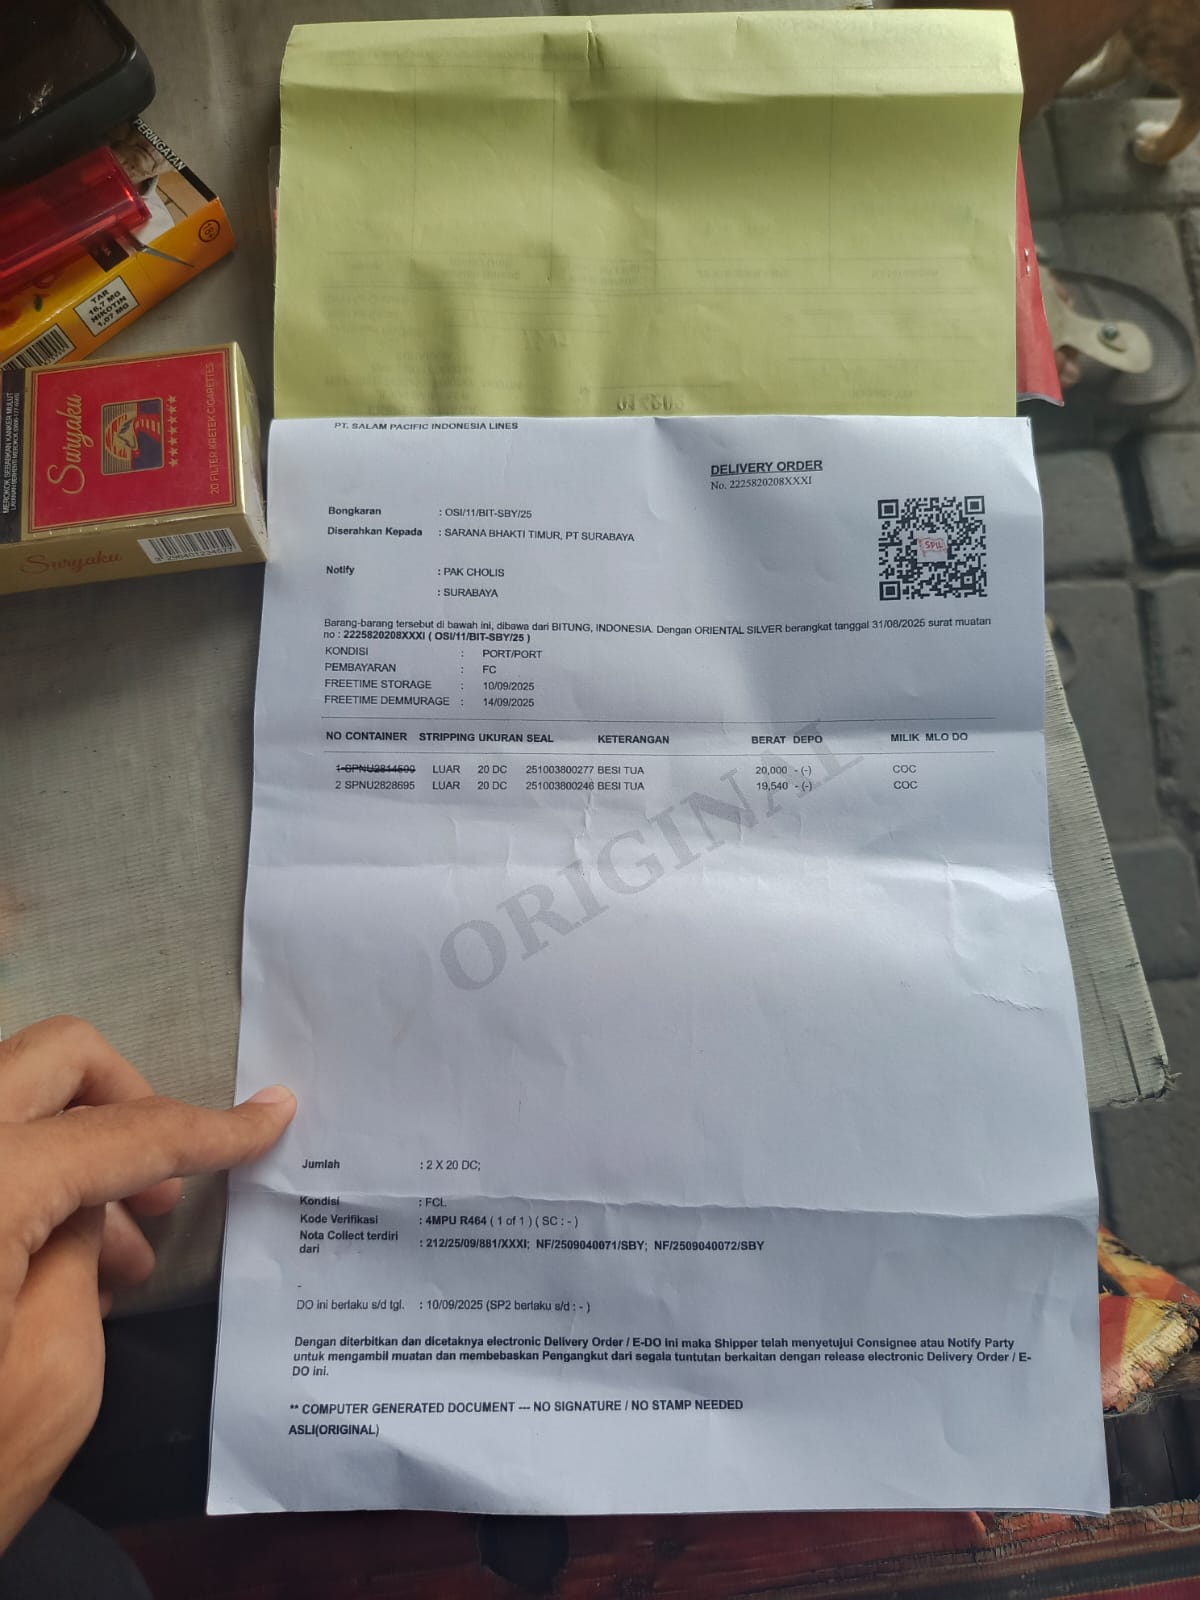 PERINGATAN
18+
TAR
16,7 MG
NIKOTIN
1,07 MG
MEROKOK SEBABKAN KANKER MULUT
Suryaku
20 FILTER KRETEK CIGARETTES
Suryaku
PT. SALAM PACIFIC INDONESIA LINES
DELIVERY ORDER
No. 2225820208XXXI
Bongkaran : OSI/11/BIT-SBY/25
Diserahkan Kepada : SARANA BHAKTI TIMUR, PT SURABAYA
SPIL
Notify : PAK CHOLIS
: SURABAYA
Barang-barang tersebut di bawah ini, dibawa dari BITUNG, INDONESIA. Dengan ORIENTAL SILVER berangkat tanggal 31/08/2025 surat muatan
no : 2225820208XXXI ( OSI/11/BIT-SBY/25 )
KONDISI : PORT/PORT
PEMBAYARAN : FC
FREETIME STORAGE : 10/09/2025
FREETIME DEMMURAGE : 14/09/2025
NO CONTAINER STRIPPING UKURAN SEAL KETERANGAN BERAT DEPO MILIK MLO DO
1 SPNU2814590 LUAR 20 DC 251003800277 BESI TUA 20,000 - (-) COC
2 SPNU2828695 LUAR 20 DC 251003800246 BESI TUA 19,540 - (-) COC
ORIGINAL
Jumlah : 2 X 20 DC;
Kondisi : FCL
Kode Verifikasi : 4MPU R464 ( 1 of 1 ) ( SC : - )
Nota Collect terdiri
dari : 212/25/09/881/XXXI; NF/2509040071/SBY; NF/2509040072/SBY
-
DO ini berlaku s/d tgl. : 10/09/2025 (SP2 berlaku s/d : - )
Dengan diterbitkan dan dicetaknya electronic Delivery Order / E-DO ini maka Shipper telah menyetujui Consignee atau Notify Party
untuk mengambil muatan dan membebaskan Pengangkut dari segala tuntutan berkaitan dengan release electronic Delivery Order / E-
DO ini.
** COMPUTER GENERATED DOCUMENT --- NO SIGNATURE / NO STAMP NEEDED
ASLI(ORIGINAL)